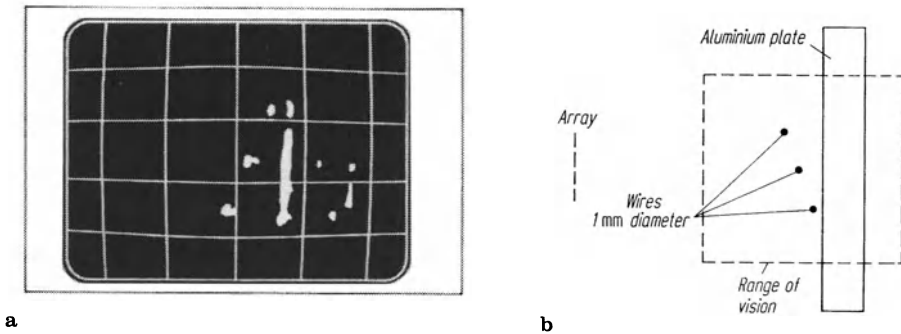 a
Aluminium plate
Array
Wires
1 mm diameter
Range of
vision
b